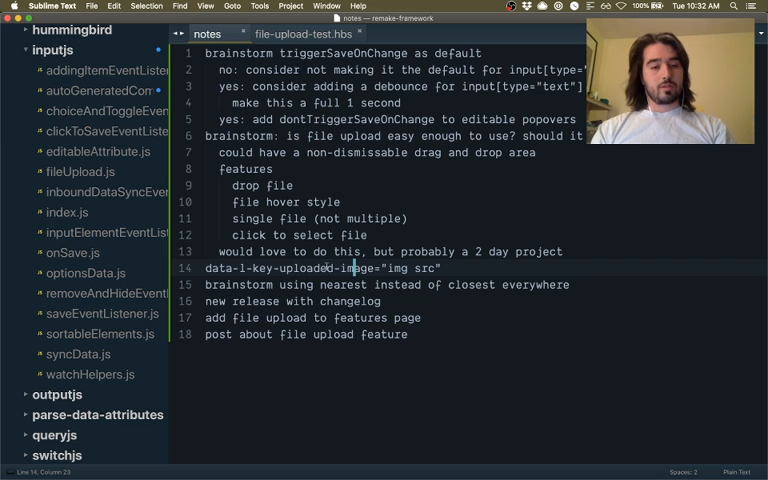 Sublime Text File Edit Selection Find View Goto Tools Project Window Help 100% Tue 10:32 AM
notes — remake-framework
hummingbird
inputjs
addingItemEventListe
autoGeneratedCom
choiceAndToggleEven
clickToSaveEventListe
editableAttribute.js
fileUpload.js
inboundDataSyncEver
index.js
inputElementEventList
onSave.js
optionsData.js
removeAndHideEvent
saveEventListener.js
sortableElements.js
syncData.js
watchHelpers.js
outputjs
parse-data-attributes
queryjs
switchjs
notes × file-upload-test.hbs ×
1 brainstorm triggerSaveOnChange as default
2 no: consider not making it the default for input[type="
3 yes: consider adding a debounce for input[type="text"]
4 make this a full 1 second
5 yes: add dontTriggerSaveOnChange to editable popovers
6 brainstorm: is file upload easy enough to use? should it
7 could have a non-dismissable drag and drop area
8 features
9 drop file
10 file hover style
11 single file (not multiple)
12 click to select file
13 would love to do this, but probably a 2 day project
14 data-l-key-uploaded-image="img src"
15 brainstorm using nearest instead of closest everywhere
16 new release with changelog
17 add file upload to features page
18 post about file upload feature
Line 14, Column 23 Spaces: 2 Plain Text